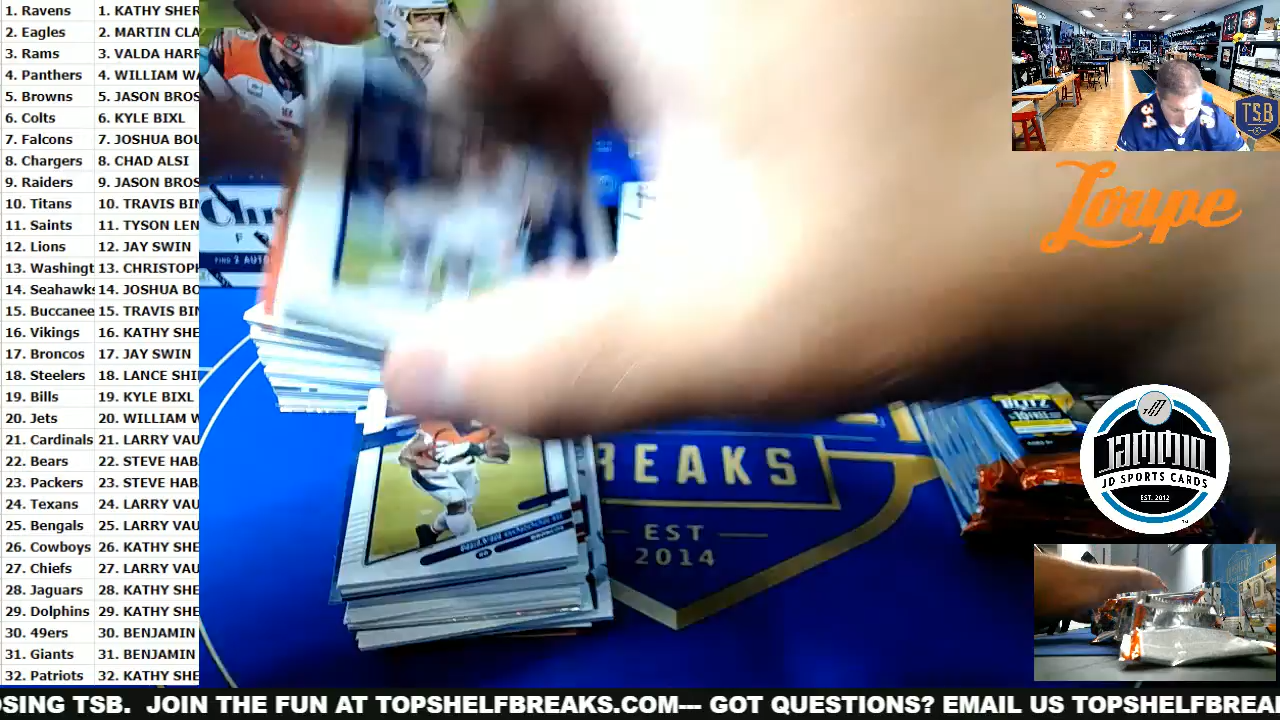 1. Ravens 1. KATHY SHER
2. Eagles 2. MARTIN CLA
3. Rams 3. VALDA HARR
4. Panthers 4. WILLIAM WA
5. Browns 5. JASON BROS
6. Colts 6. KYLE BIXL
7. Falcons 7. JOSHUA BOU
8. Chargers 8. CHAD ALSI
9. Raiders 9. JASON BROS
10. Titans 10. TRAVIS BIN
11. Saints 11. TYSON LEN
12. Lions 12. JAY SWIN
13. Washingt 13. CHRISTOPH
14. Seahawks 14. JOSHUA BO
15. Buccanee 15. TRAVIS BIN
16. Vikings 16. KATHY SHE
17. Broncos 17. JAY SWIN
18. Steelers 18. LANCE SHI
19. Bills 19. KYLE BIXL
20. Jets 20. WILLIAM W
21. Cardinals 21. LARRY VAU
22. Bears 22. STEVE HAB
23. Packers 23. STEVE HAB
24. Texans 24. LARRY VAU
25. Bengals 25. LARRY VAU
26. Cowboys 26. KATHY SHE
27. Chiefs 27. LARRY VAU
28. Jaguars 28. KATHY SHE
29. Dolphins 29. KATHY SHE
30. 49ers 30. BENJAMIN
31. Giants 31. BENJAMIN
32. Patriots 32. KATHY SHE
34
TSB
Loupe
JAMMIN
JD SPORTS CARDS
EST. 2012
REAKS
EST
2014
BRONCOS
OSING TSB. JOIN THE FUN AT TOPSHELFBREAKS.COM--- GOT QUESTIONS? EMAIL US TOPSHELFBREA